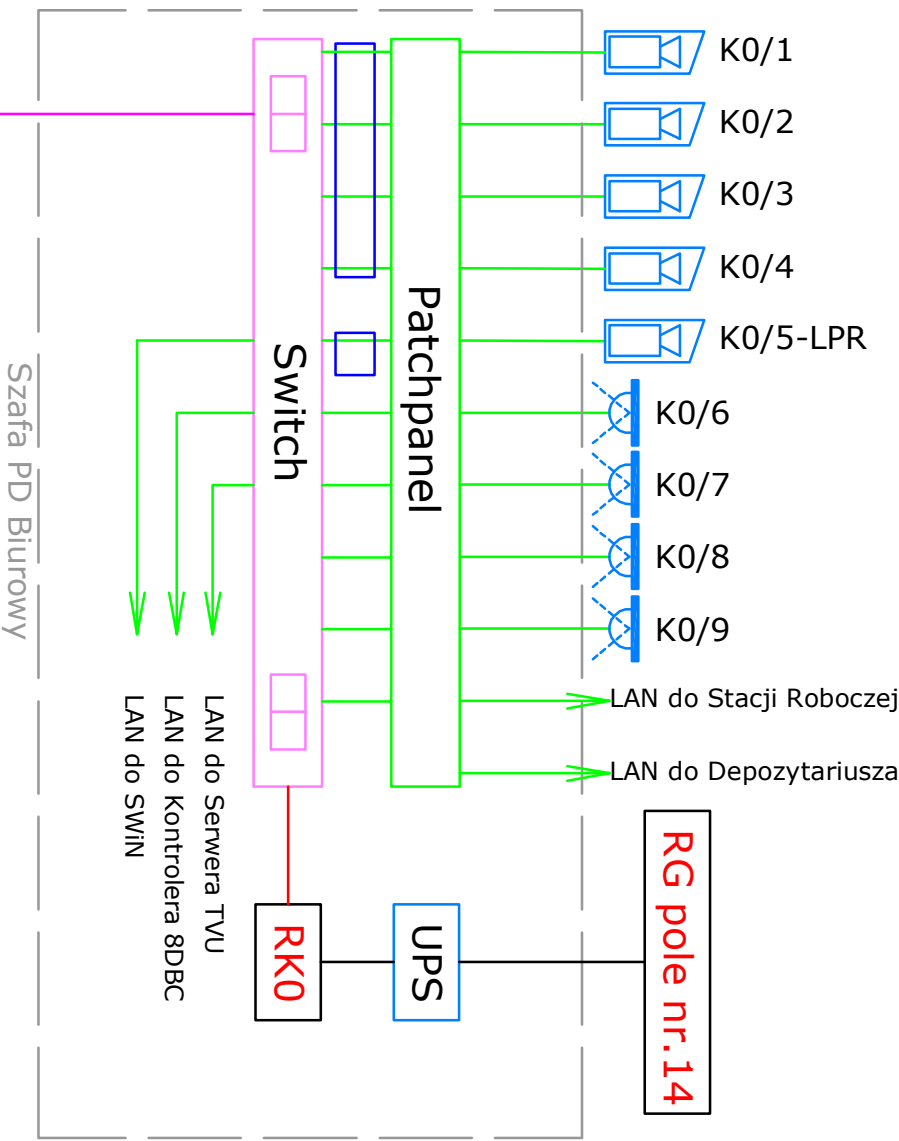 K0/1
K0/2
K0/3
K0/4
K0/5-LPR
K0/6
K0/7
K0/8
K0/9
LAN do Stacji Roboczej
LAN do Depozytariusza
Patchpanel
Switch
Szafa PD Biurowy
LAN do Serwera TVU
LAN do Kontrolera 8DBC
LAN do SWiN
RK0
UPS
RG pole nr.14